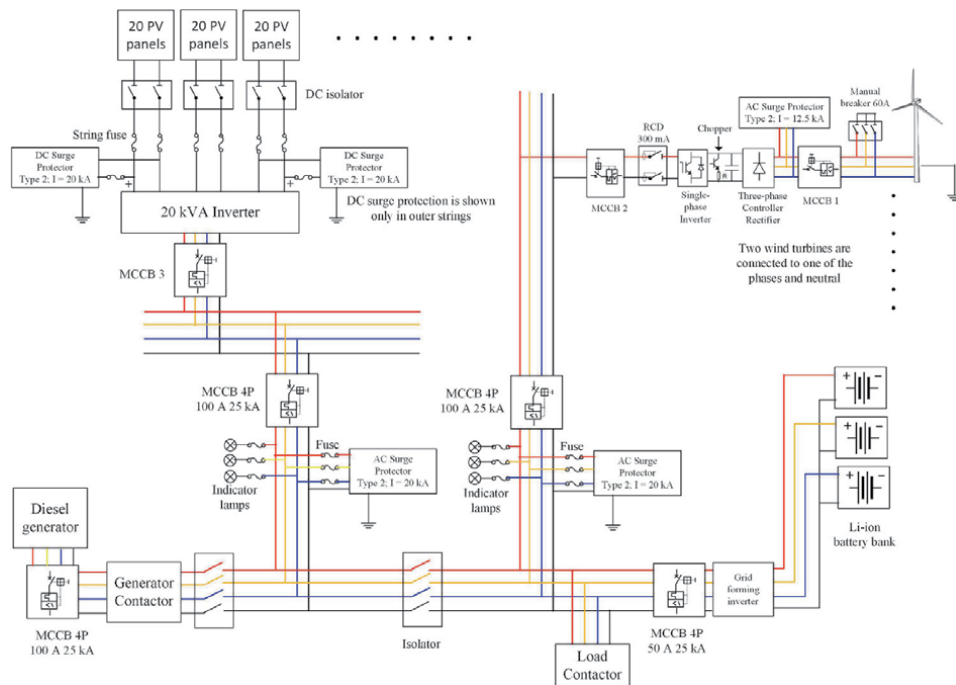 20 PV
panels
20 PV
panels
20 PV
panels
DC isolator
String fuse
DC Surge
Protector
Type 2; I = 20 kA
+
+
DC Surge
Protector
Type 2; I = 20 kA
DC surge protection is shown
only in outer strings
20 kVA Inverter
MCCB 3
AC Surge Protector
Type 2; I = 12.5 kA
Manual
breaker 60A
RCD
300 mA
Chopper
MCCB 2
Single-
phase
Inverter
Three-phase
Controller
Rectifier
MCCB 1
Two wind turbines are
connected to one of the
phases and neutral
MCCB 4P
100 A 25 kA
MCCB 4P
100 A 25 kA
Fuse
AC Surge
Protector
Type 2; I = 20 kA
Indicator
lamps
Fuse
AC Surge
Protector
Type 2; I = 20 kA
Indicator
lamps
+ −
+ −
+ −
Li-ion
battery bank
Diesel
generator
MCCB 4P
100 A 25 kA
Generator
Contactor
Isolator
Load
Contactor
MCCB 4P
50 A 25 kA
Grid
forming
inverter